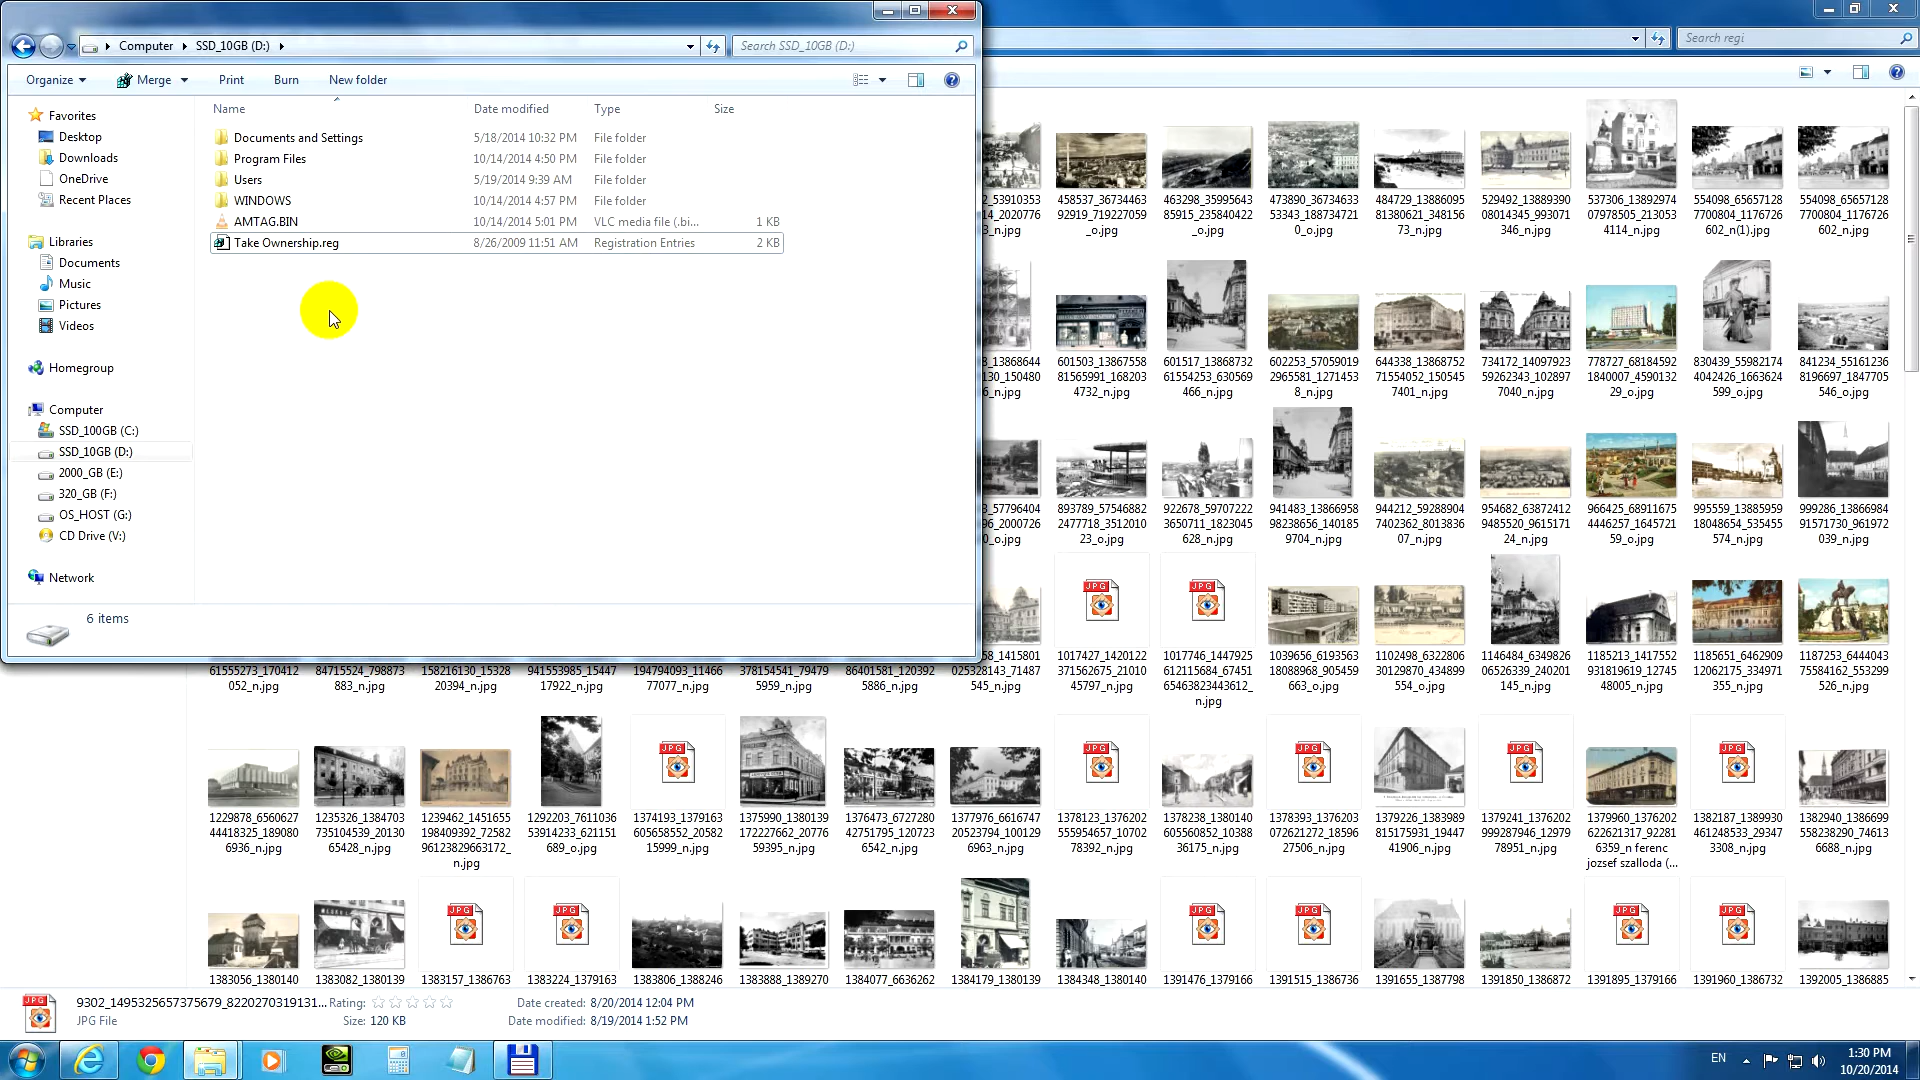 Computer ▸ SSD_10GB (D:) ▸
Search SSD_10GB (D:)
Search regi
Organize Merge Print Burn New folder
Name Date modified Type Size
Favorites
Desktop
Downloads
OneDrive
Recent Places
Libraries
Documents
Music
Pictures
Videos
Homegroup
Computer
SSD_100GB (C:)
SSD_10GB (D:)
2000_GB (E:)
320_GB (F:)
OS_HOST (G:)
CD Drive (V:)
Network
Documents and Settings 5/18/2014 10:32 PM File folder
Program Files 10/14/2014 4:50 PM File folder
Users 5/19/2014 9:39 AM File folder
WINDOWS 10/14/2014 4:57 PM File folder
AMTAG.BIN 10/14/2014 5:01 PM VLC media file (.bi... 1 KB
Take Ownership.reg 8/26/2009 11:51 AM Registration Entries 2 KB
6 items
458537_36734466 463298_35995643 473890_36746344 484729_13886095 529492_13889390 537306_13892974 554098_65657128 554098_65657128
92919_719227059 85915_235840422 53343_188734721 81380621_348156 08014345_993071 07978505_213053 7700804_1176726 7700804_1176726
_o.jpg _o.jpg 0_o.jpg 73_n.jpg 346_n.jpg 4114_n.jpg 602_n(1).jpg 602_n.jpg
601503_13867558 601517_13868732 602253_57059019 644338_13868752 734172_14097923 778727_68184592 830439_55982174 841234_55161236
81565991_168203 61554253_630569 2965581_1271453 71554052_150545 59262343_102897 1840007_4590132 4042426_1663624 8196697_1847705
4732_n.jpg 466_n.jpg 8_n.jpg 7401_n.jpg 7040_n.jpg 29_o.jpg 599_o.jpg 546_o.jpg
893789_57546882 922678_59707222 941483_13866958 944212_59288904 954682_63872412 966425_68911675 995559_13885959 999286_13866984
2477718_3512010 3650711_1823045 98238656_140185 7402362_8013836 9485520_9615171 4446257_1645721 18048654_535455 91571730_961972
23_o.jpg 628_n.jpg 9704_n.jpg 07_n.jpg 24_n.jpg 59_o.jpg 574_n.jpg 039_n.jpg
1017427_1420122 1017746_1447925 1039656_6193563 1102498_6322806 1146484_6349826 1185213_1417552 1185651_6462909 1187253_6444043
61555273_170412 84715524_798873 158216130_15328 941553985_15447 194794093_11466 378154541_79479 86401581_120392 025328143_71487 371562675_21010 612115684_67451 18088968_905459 30129870_434899 06526339_240201 931819619_12745 12062175_334971 75584162_553299
052_n.jpg 883_n.jpg 20394_n.jpg 17922_n.jpg 77077_n.jpg 5959_n.jpg 5886_n.jpg 545_n.jpg 45797_n.jpg 65463823443612_ 663_o.jpg 554_o.jpg 145_n.jpg 48005_n.jpg 355_n.jpg 526_n.jpg
n.jpg
1229878_6560627 1235326_1384703 1239462_1451655 1292203_7611036 1374193_1379163 1375990_1380139 1376473_6727280 1377976_6616747 1378123_1376202 1378238_1380140 1378393_1376203 1379226_1383989 1379241_1376202 1379960_1376202 1382187_1389930 1382940_1386699
44418325_189080 735104539_20130 198409392_72582 53914233_621151 605658552_20582 172227662_20776 42751795_120723 20523794_100129 555954657_10702 605560852_10388 072621272_18596 815175931_19447 999287946_12979 622621317_92281 461248533_29347 558238290_74613
6936_n.jpg 65428_n.jpg 96123829663172_ 689_o.jpg 15999_n.jpg 59395_n.jpg 6542_n.jpg 6963_n.jpg 78392_n.jpg 36175_n.jpg 27506_n.jpg 41906_n.jpg 78951_n.jpg 6359_n ferenc 3308_n.jpg 6688_n.jpg
n.jpg jozsef szalloda (...
JPG
1383056_1380140 1383082_1380139 1383157_1386763 1383224_1379163 1383806_1388246 1383888_1389270 1384077_6636262 1384179_1380139 1384348_1380140 1391476_1379166 1391515_1386736 1391655_1387798 1391850_1386872 1391895_1379166 1391960_1386732 1392005_1386885
9302_1495325657375679_8220270319131... Rating: Date created: 8/20/2014 12:04 PM
JPG File Size: 120 KB Date modified: 8/19/2014 1:52 PM
EN
1:30 PM
10/20/2014